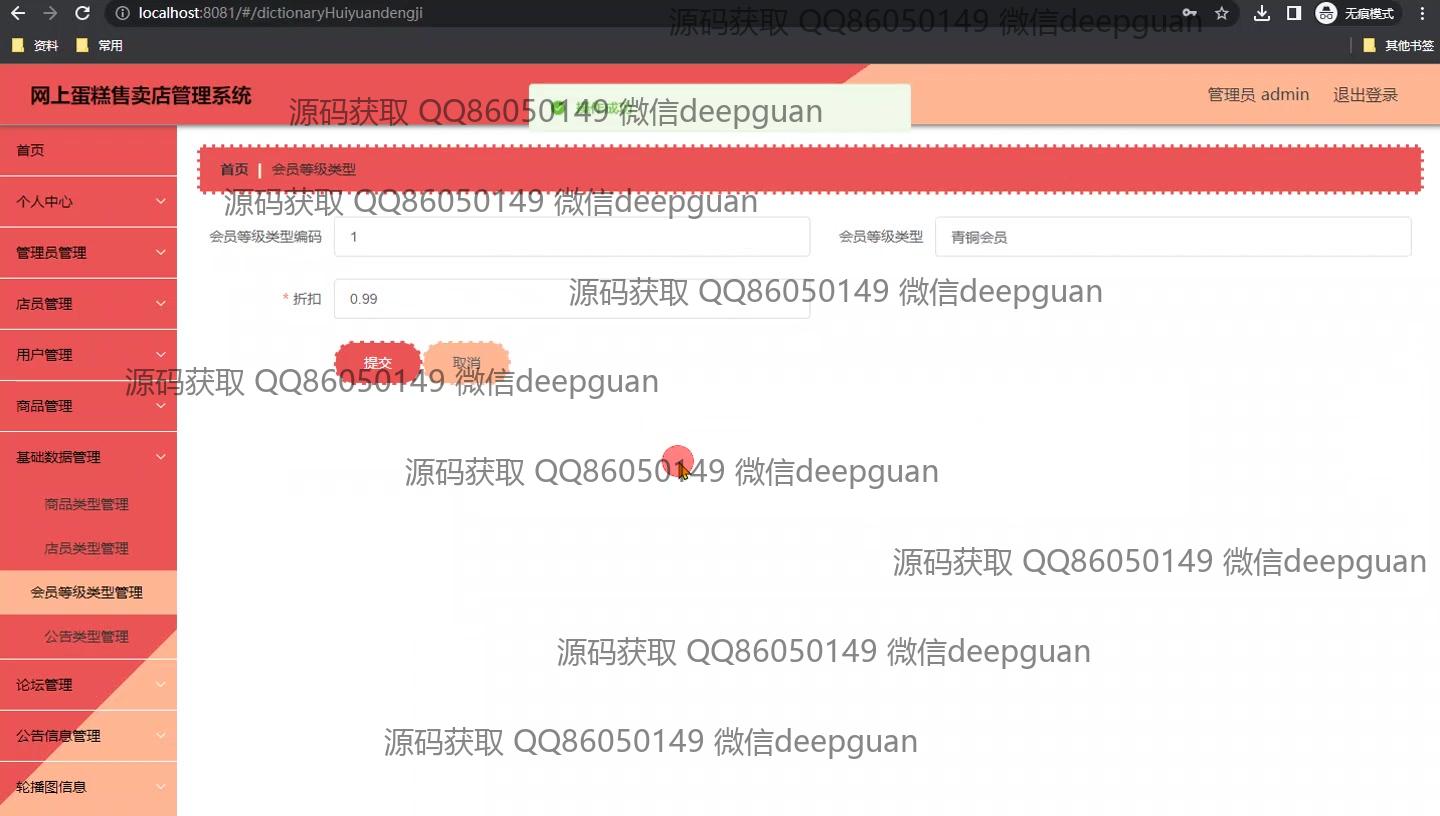 localhost:8081/#/dictionaryHuiyuandengji
无痕模式
资料
常用
其他书签
源码获取 QQ86050149 微信deepguan
网上蛋糕售卖店管理系统
管理员 admin
退出登录
源码获取 QQ86050149 微信deepguan
首页
个人中心
管理员管理
店员管理
用户管理
商品管理
基础数据管理
商品类型管理
店员类型管理
会员等级类型管理
公告类型管理
论坛管理
公告信息管理
轮播图信息
首页 | 会员等级类型
源码获取 QQ86050149 微信deepguan
会员等级类型编码 1
会员等级类型 青铜会员
* 折扣 0.99
源码获取 QQ86050149 微信deepguan
提交 取消
源码获取 QQ86050149 微信deepguan
源码获取 QQ86050149 微信deepguan
源码获取 QQ86050149 微信deepguan
源码获取 QQ86050149 微信deepguan
源码获取 QQ86050149 微信deepguan